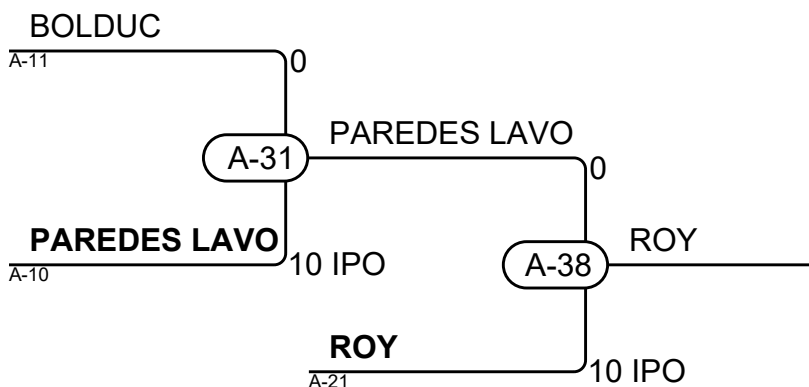 BOLDUC
A-11
0
A-31
PAREDES LAVO
0
PAREDES LAVO
A-10
10 IPO
A-38
ROY
ROY
A-21
10 IPO